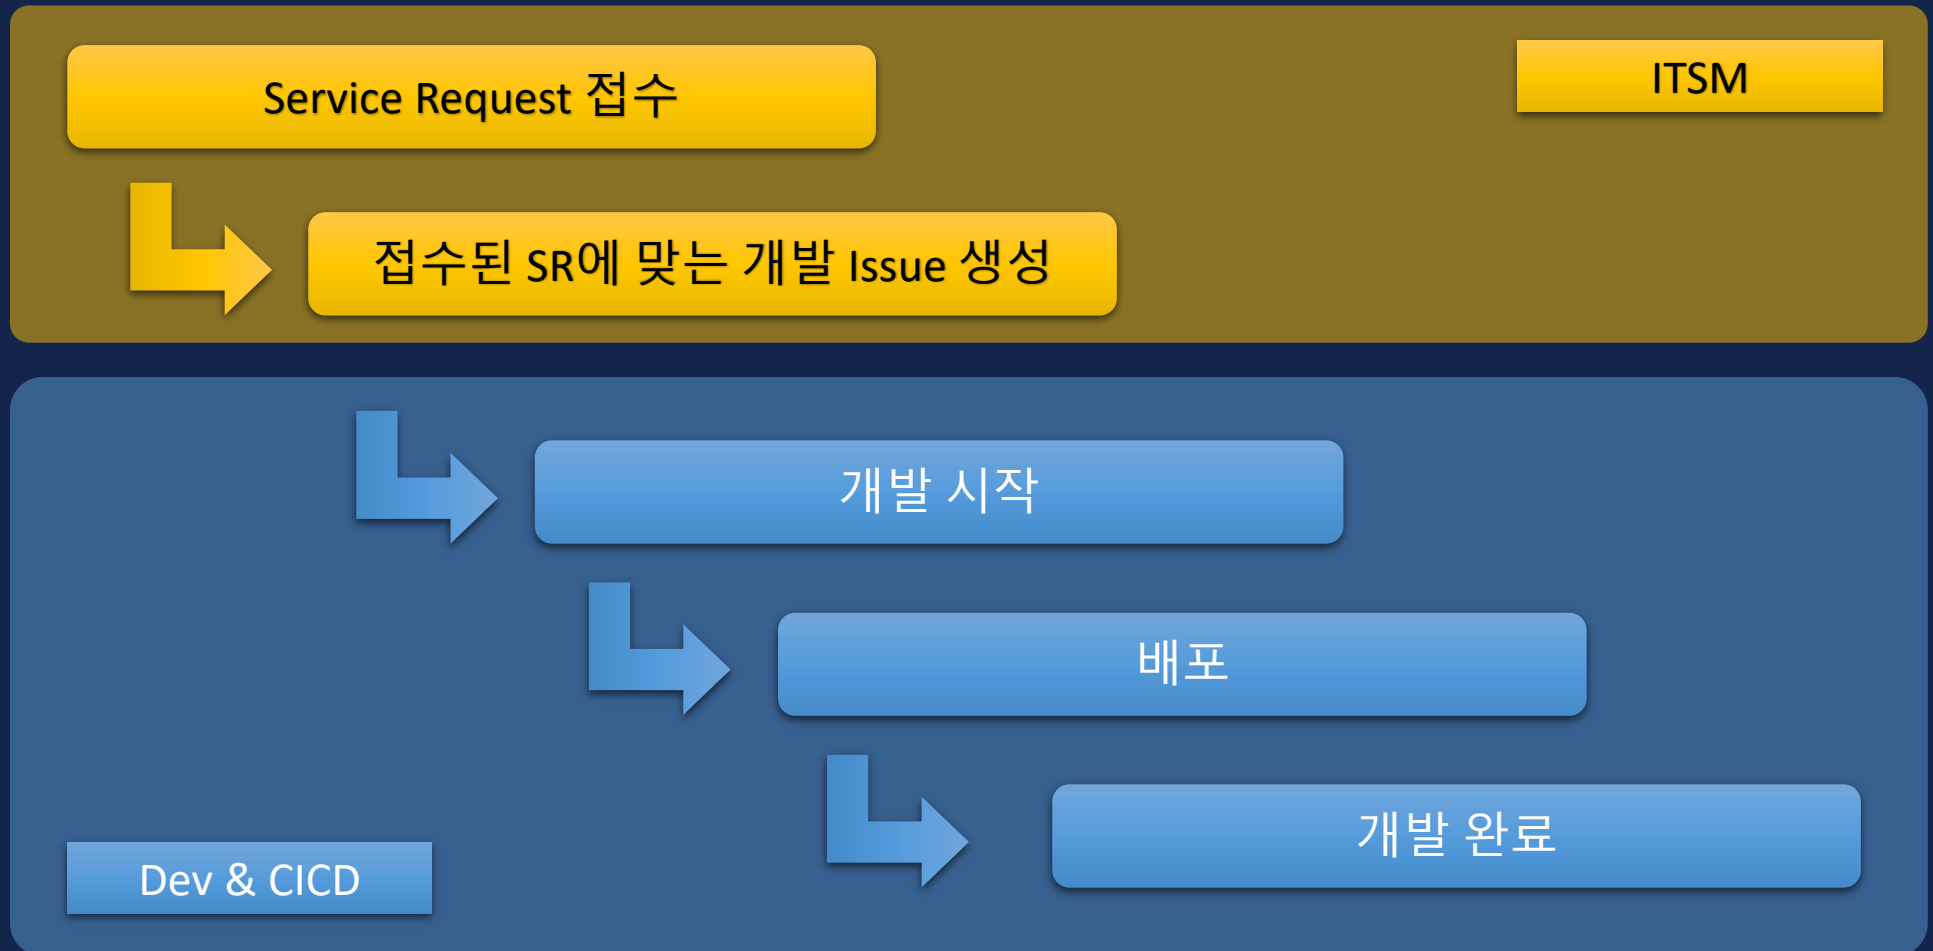 Service Request 접수
ITSM
접수된 SR에 맞는 개발 Issue 생성
개발 시작
배포
개발 완료
Dev & CICD